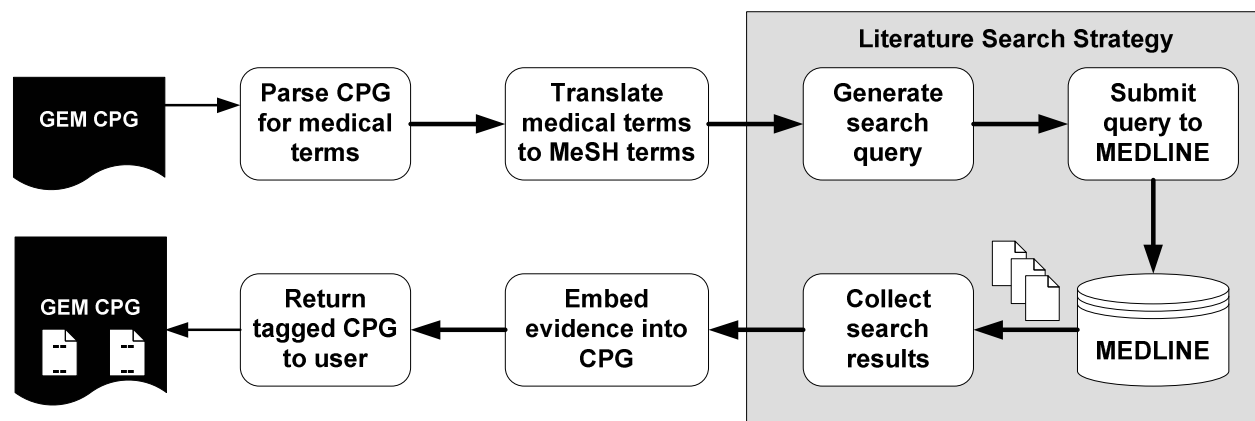 Literature Search Strategy
GEM CPG
Parse CPG
for medical
terms
Translate
medical terms
to MeSH terms
Generate
search
query
Submit
query to
MEDLINE
MEDLINE
Collect
search
results
Embed
evidence into
CPG
Return
tagged CPG
to user
GEM CPG